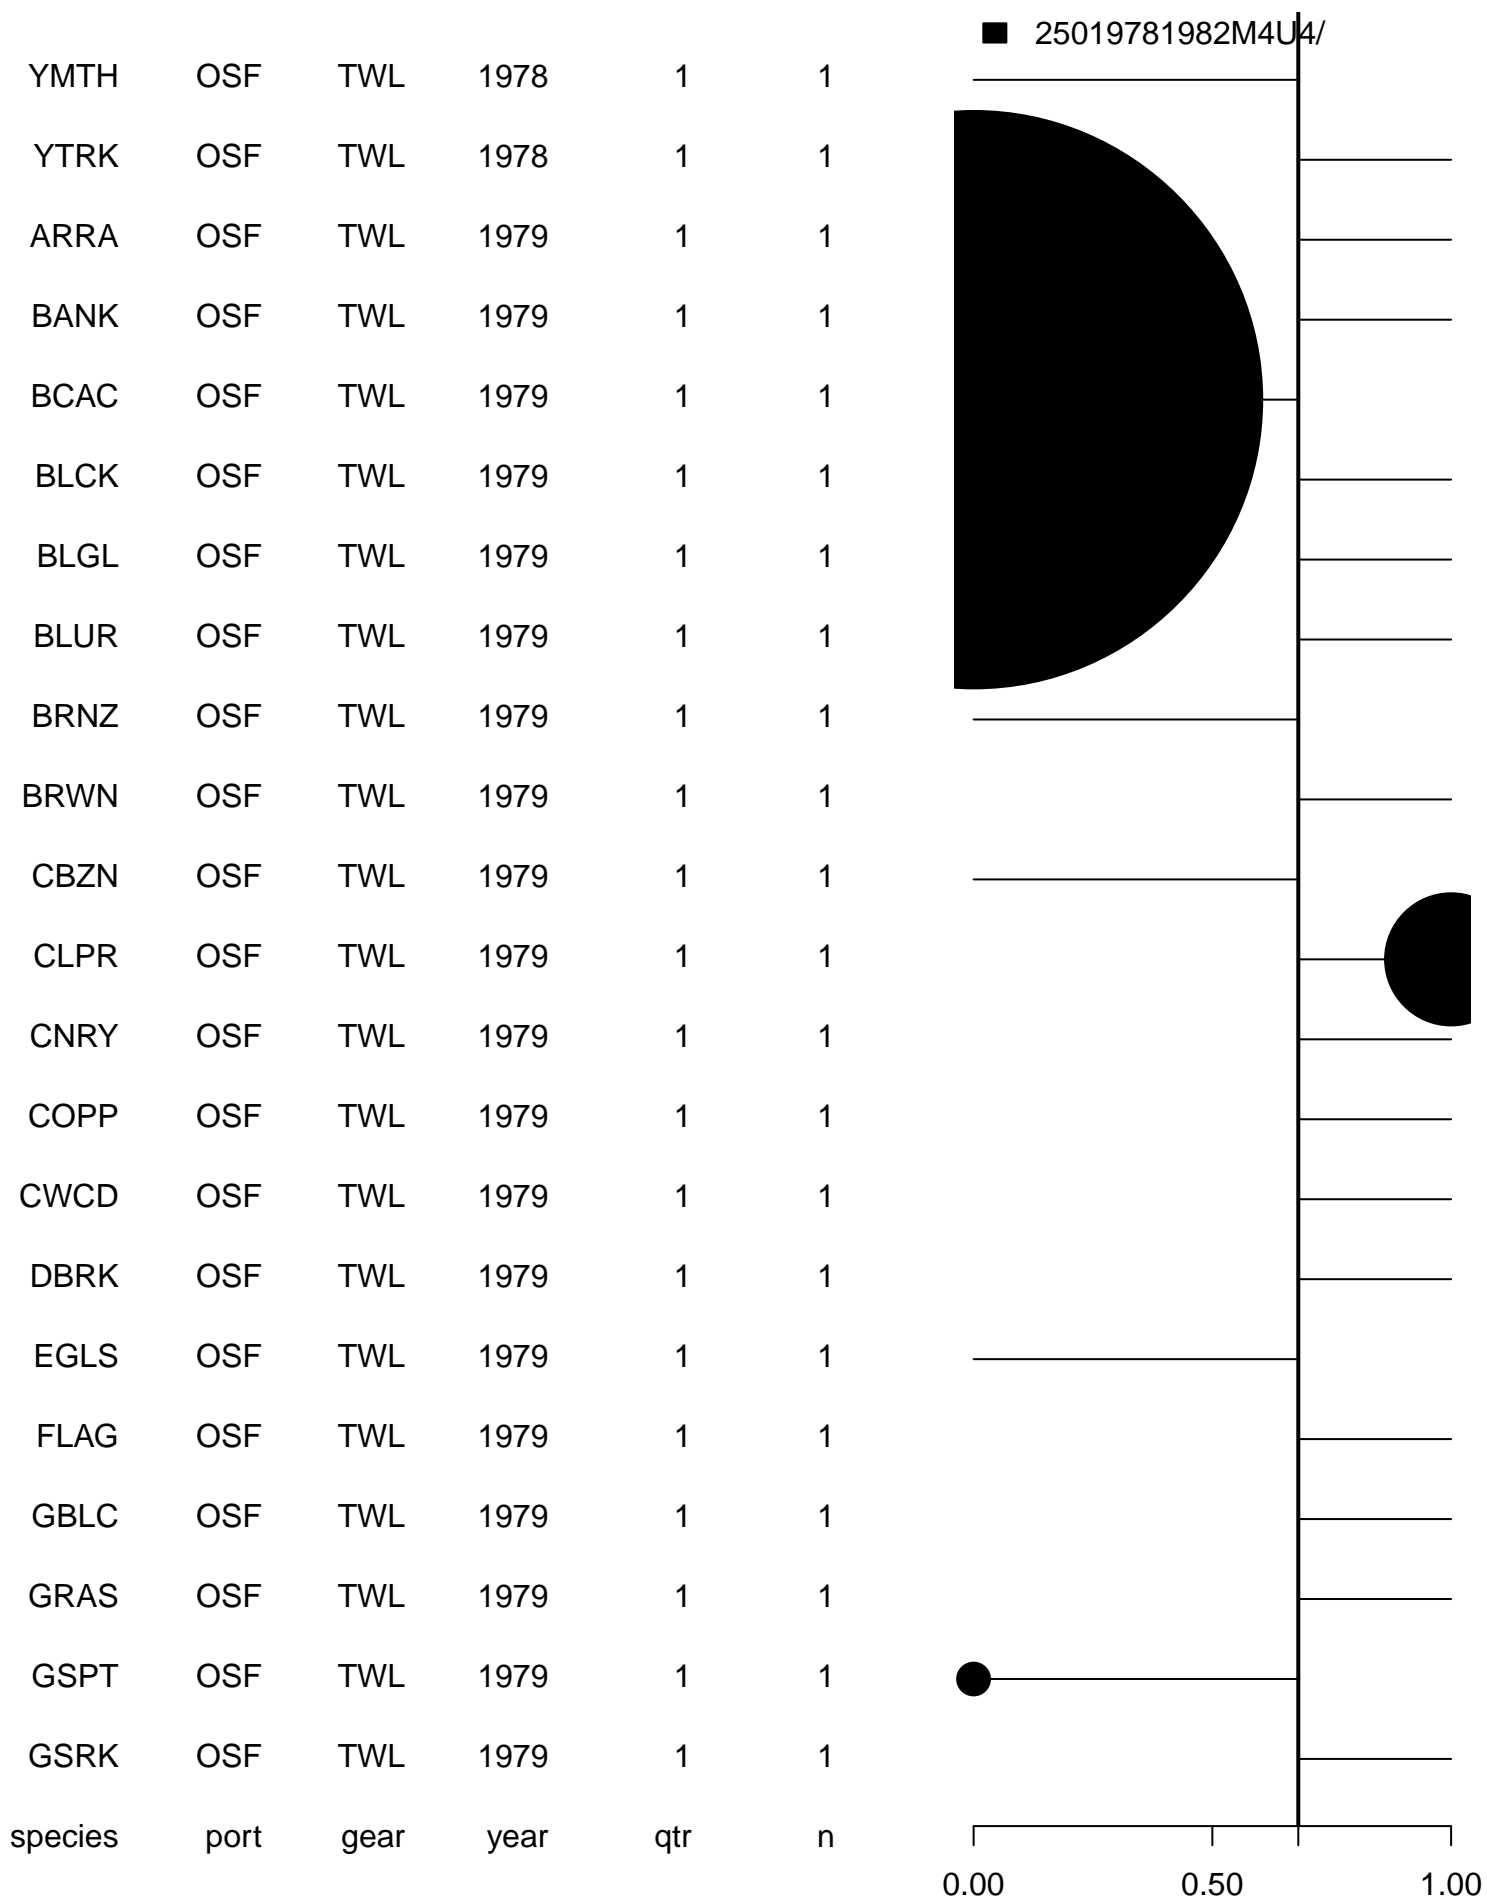 25019781982M4U4/
YMTH OSF TWL 1978 1 1
YTRK OSF TWL 1978 1 1
ARRA OSF TWL 1979 1 1
BANK OSF TWL 1979 1 1
BCAC OSF TWL 1979 1 1
BLCK OSF TWL 1979 1 1
BLGL OSF TWL 1979 1 1
BLUR OSF TWL 1979 1 1
BRNZ OSF TWL 1979 1 1
BRWN OSF TWL 1979 1 1
CBZN OSF TWL 1979 1 1
CLPR OSF TWL 1979 1 1
CNRY OSF TWL 1979 1 1
COPP OSF TWL 1979 1 1
CWCD OSF TWL 1979 1 1
DBRK OSF TWL 1979 1 1
EGLS OSF TWL 1979 1 1
FLAG OSF TWL 1979 1 1
GBLC OSF TWL 1979 1 1
GRAS OSF TWL 1979 1 1
GSPT OSF TWL 1979 1 1
GSRK OSF TWL 1979 1 1
species port gear year qtr n
0.00 0.50 1.00